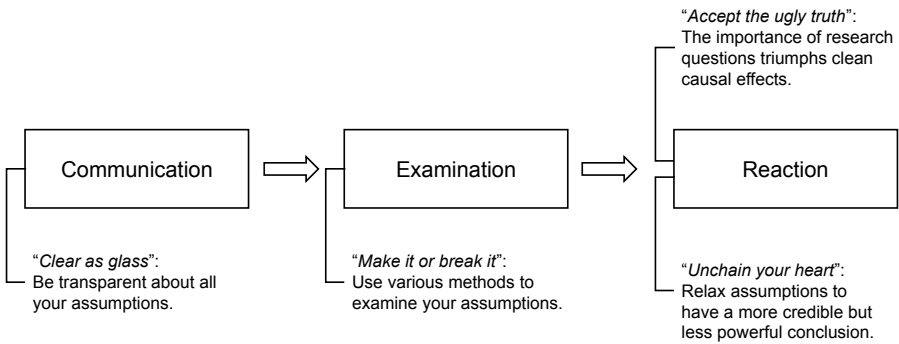 “Accept the ugly truth”:
The importance of research
questions triumphs clean
causal effects.
Communication
Examination
Reaction
“Clear as glass”:
Be transparent about all
your assumptions.
“Make it or break it”:
Use various methods to
examine your assumptions.
“Unchain your heart”:
Relax assumptions to
have a more credible but
less powerful conclusion.